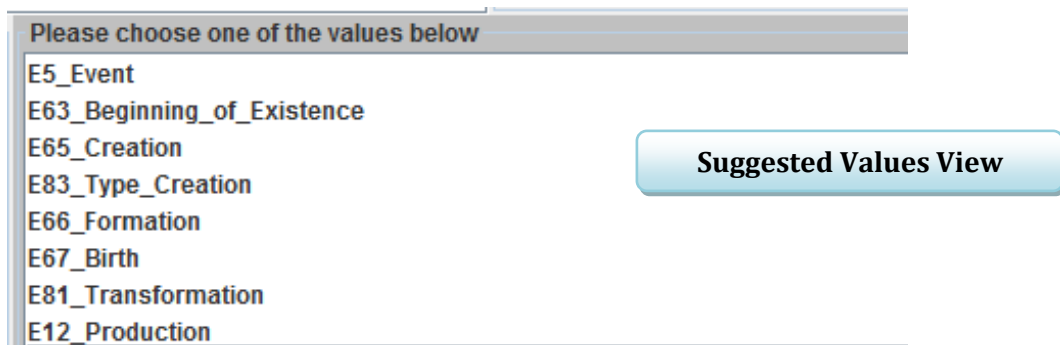 Please choose one of the values below
E5_Event
E63_Beginning_of_Existence
E65_Creation
E83_Type_Creation
E66_Formation
E67_Birth
E81_Transformation
E12_Production
Suggested Values View